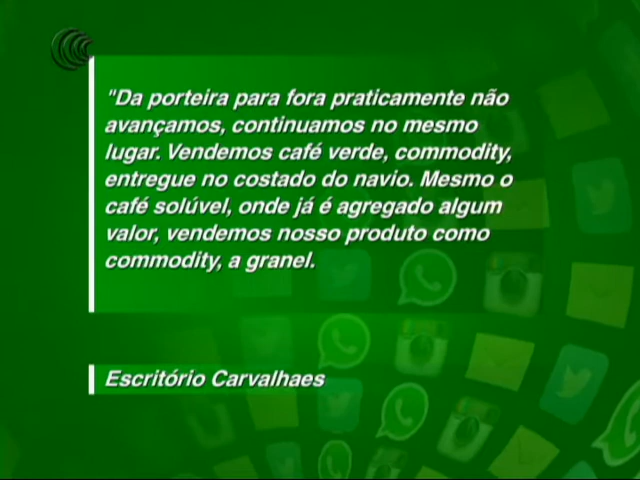 "Da porteira para fora praticamente não
avançamos, continuamos no mesmo
lugar. Vendemos café verde, commodity,
entregue no costado do navio. Mesmo o
café solúvel, onde já é agregado algum
valor, vendemos nosso produto como
commodity, a granel.
Escritório Carvalhaes